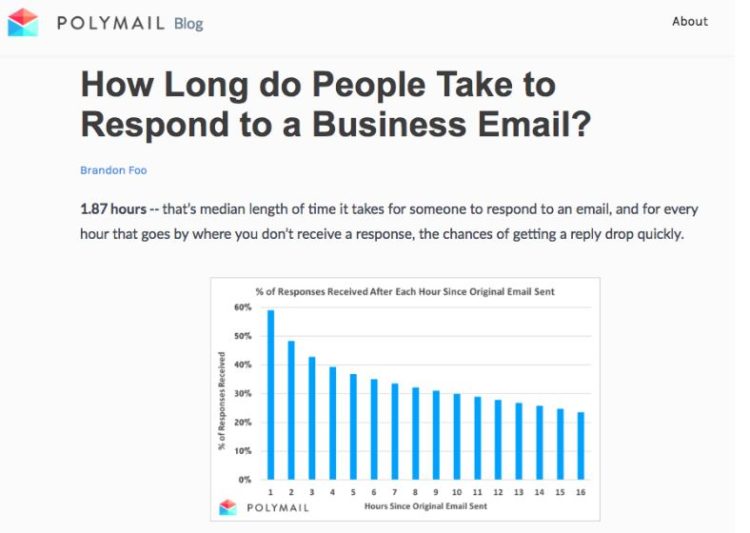 POLYMAIL Blog
About
How Long do People Take to
Respond to a Business Email?
Brandon Foo
1.87 hours -- that's median length of time it takes for someone to respond to an email, and for every
hour that goes by where you don't receive a response, the chances of getting a reply drop quickly.
% of Responses Received After Each Hour Since Original Email Sent
% of Responses Received
60%
50%
40%
30%
20%
10%
0%
1 2 3 4 5 6 7 8 9 10 11 12 13 14 15 16
POLYMAIL
Hours Since Original Email Sent